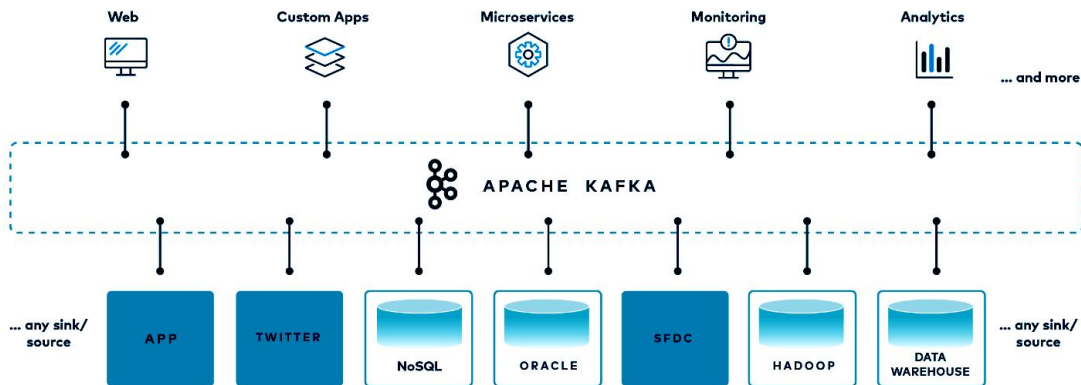 Web
Custom Apps
Microservices
Monitoring
Analytics
... and more
APACHE KAFKA
... any sink/
source
APP
TWITTER
NoSQL
ORACLE
SFDC
HADOOP
DATA
WAREHOUSE
... any sink/
source